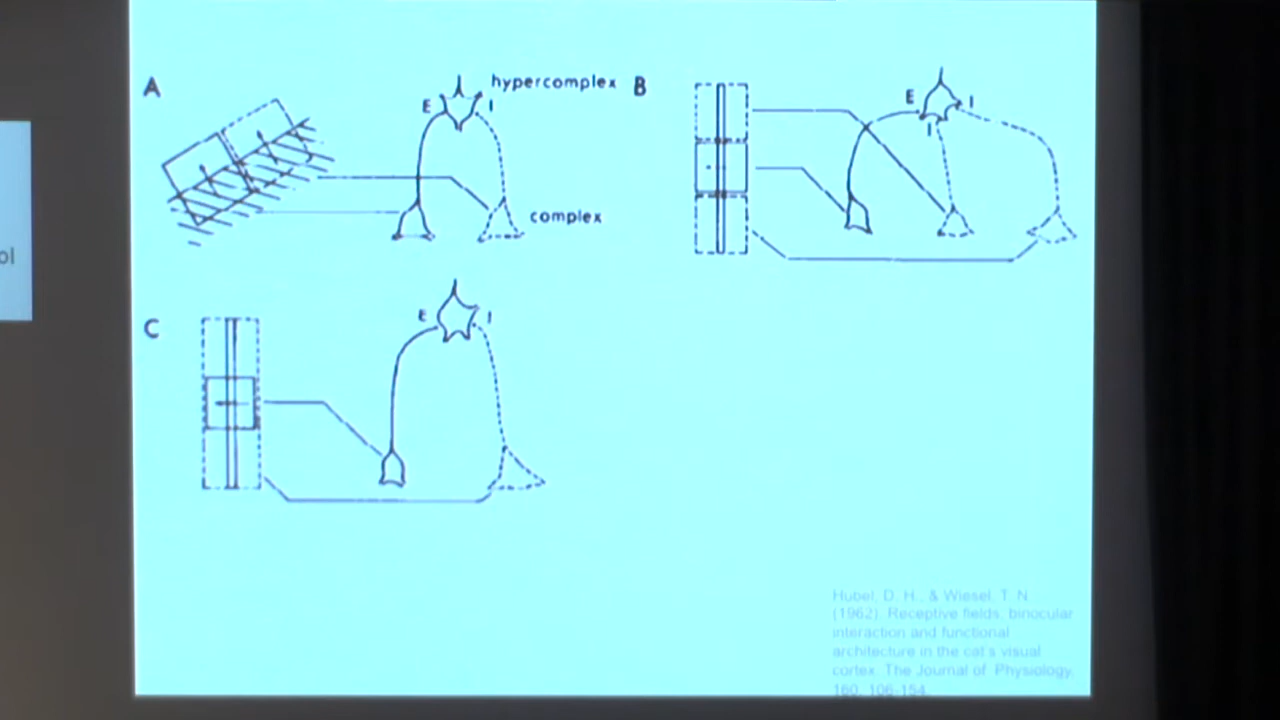 A
hypercomplex
E
I
complex
B
E
I
I
C
E
I
ol
Hubel, D. H., & Wiesel, T. N.
(1962). Receptive fields, binocular
interaction and functional
architecture in the cat's visual
cortex. The Journal of Physiology,
160, 106-154.